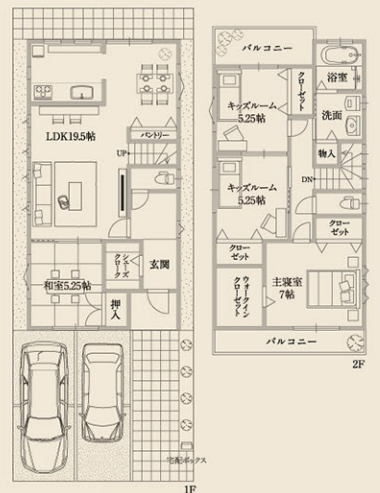 LDK19.5帖
パントリー
UP
和室5.25帖
シューズクローク
玄関
押入
宅配ボックス
1F
バルコニー
浴室
キッズルーム
5.25帖
クローゼット
洗面
物入
DN
キッズルーム
5.25帖
クロー
ゼット
クロー
ゼット
ウォークイン
クローゼット
主寝室
7帖
バルコニー
2F